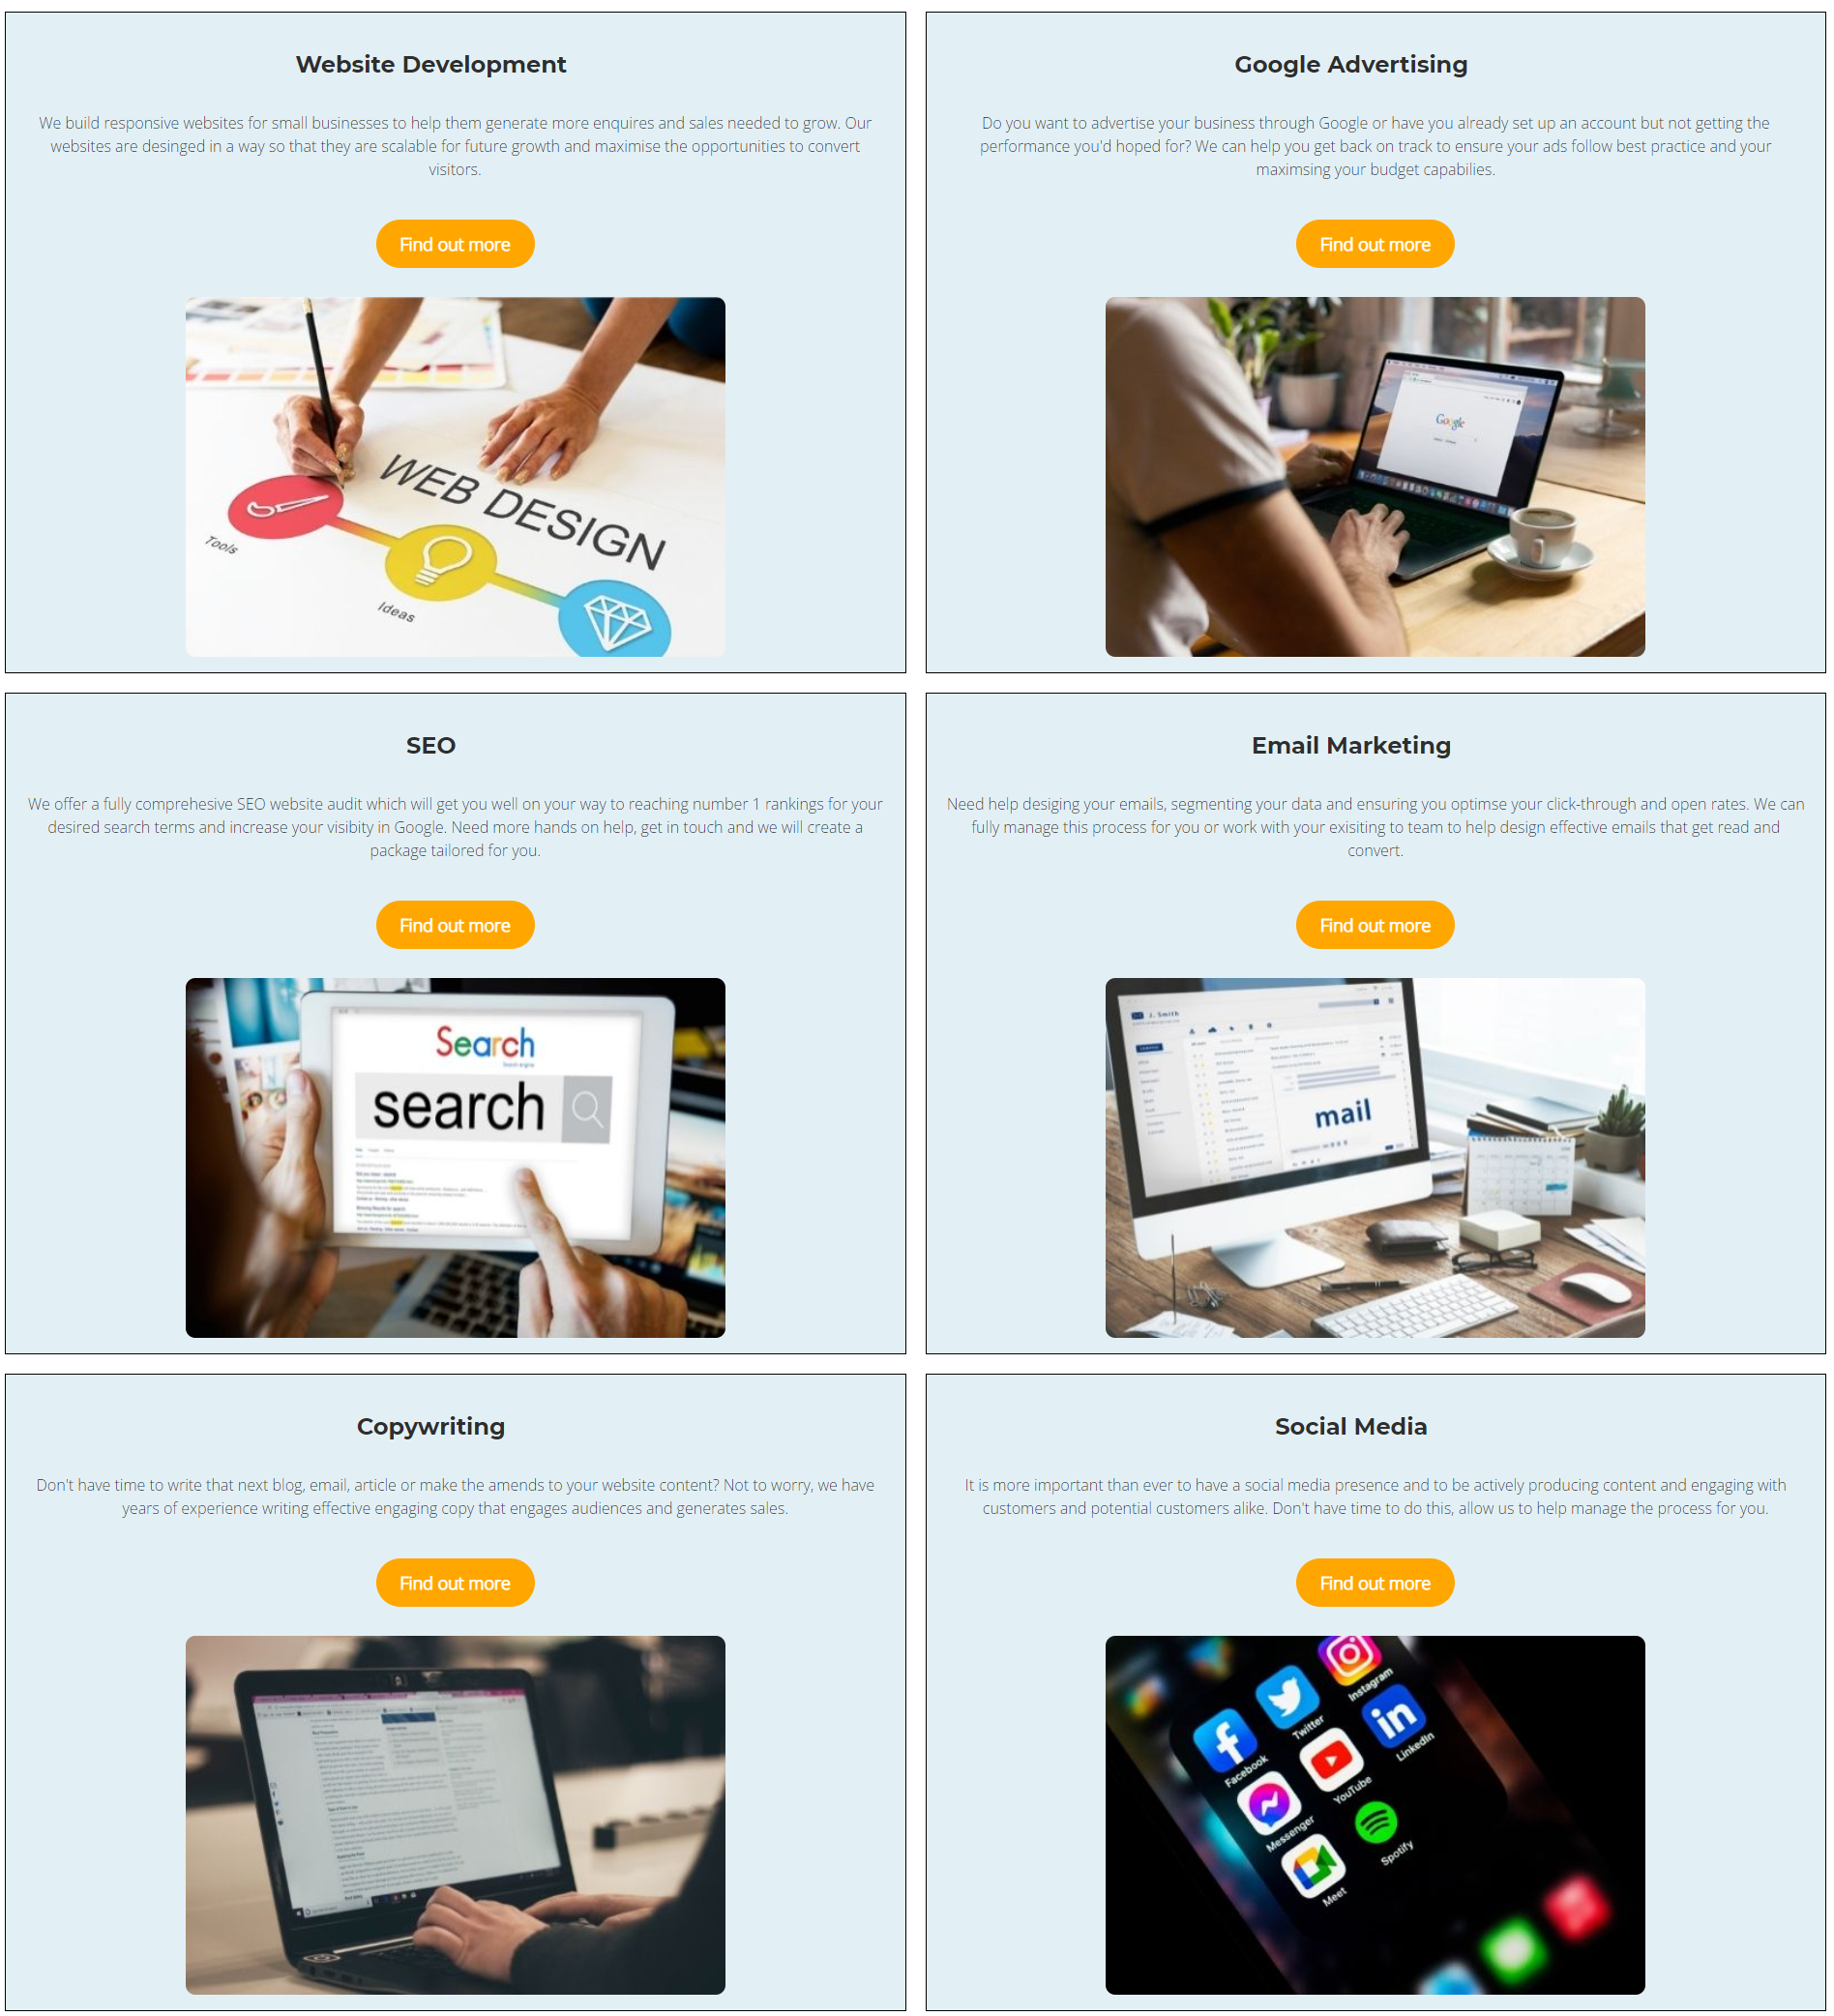 Website Development
We build responsive websites for small businesses to help them generate more enquires and sales needed to grow. Our
websites are desinged in a way so that they are scalable for future growth and maximise the opportunities to convert
visitors.
Find out more
WEB DESIGN
Tools
Ideas
Google Advertising
Do you want to advertise your business through Google or have you already set up an account but not getting the
performance you'd hoped for? We can help you get back on track to ensure your ads follow best practice and your
maximsing your budget capabilies.
Find out more
Google
SEO
We offer a fully comprehesive SEO website audit which will get you well on your way to reaching number 1 rankings for your
desired search terms and increase your visibity in Google. Need more hands on help, get in touch and we will create a
package tailored for you.
Find out more
Search
Search engine
search
Email Marketing
Need help desiging your emails, segmenting your data and ensuring you optimse your click-through and open rates. We can
fully manage this process for you or work with your exisiting to team to help design effective emails that get read and
convert.
Find out more
J. Smith
mail
Copywriting
Don't have time to write that next blog, email, article or make the amends to your website content? Not to worry, we have
years of experience writing effective engaging copy that engages audiences and generates sales.
Find out more
Social Media
It is more important than ever to have a social media presence and to be actively producing content and engaging with
customers and potential customers alike. Don't have time to do this, allow us to help manage the process for you.
Find out more
Instagram
Twitter
LinkedIn
Facebook
YouTube
Messenger
Spotify
Meet